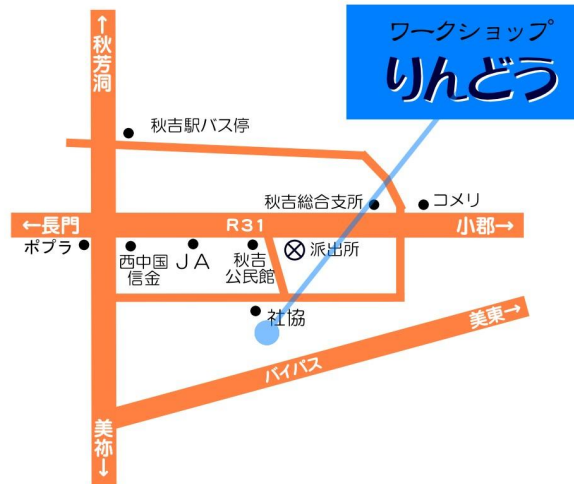 ↑秋芳洞
ワークショップ
りんどう
秋吉駅バス停
秋吉総合支所
コメリ
←長門
R31
小郡→
ポプラ
西中国
信金
JA
秋吉
公民館
派出所
社協
美東→
バイパス
美祢↓